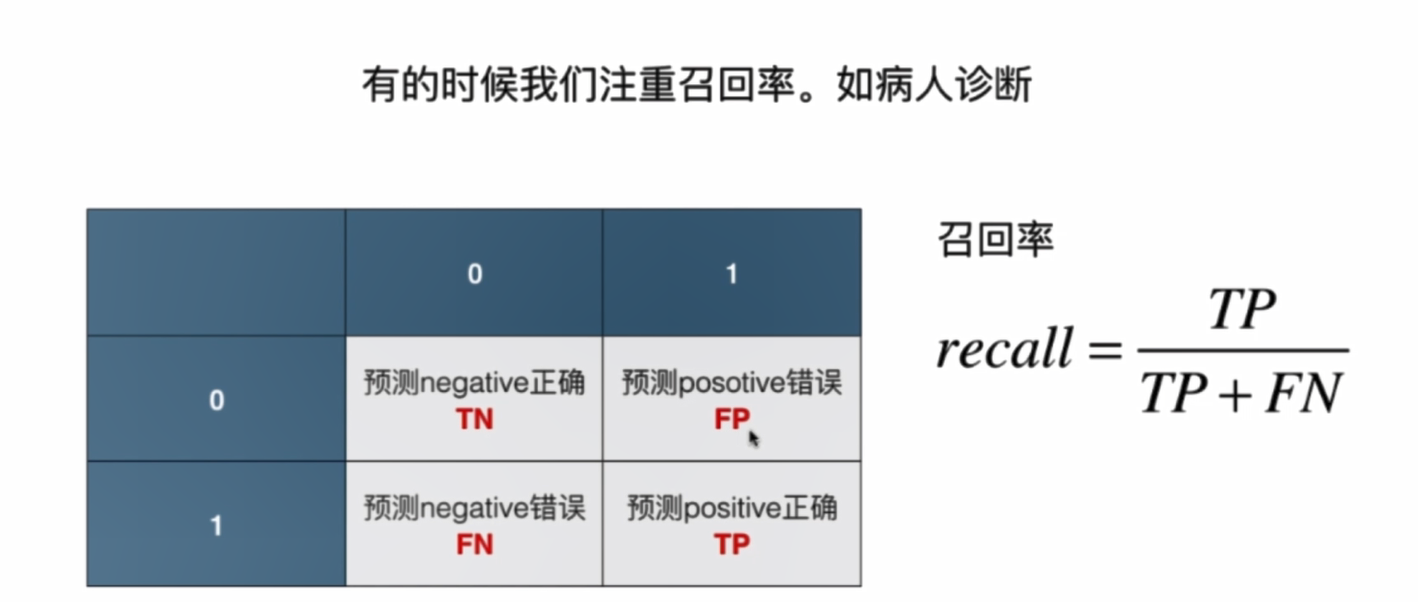 有的时候我们注重召回率。如病人诊断
0 1
0 预测negative正确 预测posotive错误
TN FP
1 预测negative错误 预测positive正确
FN TP
召回率
recall = TP / TP + FN